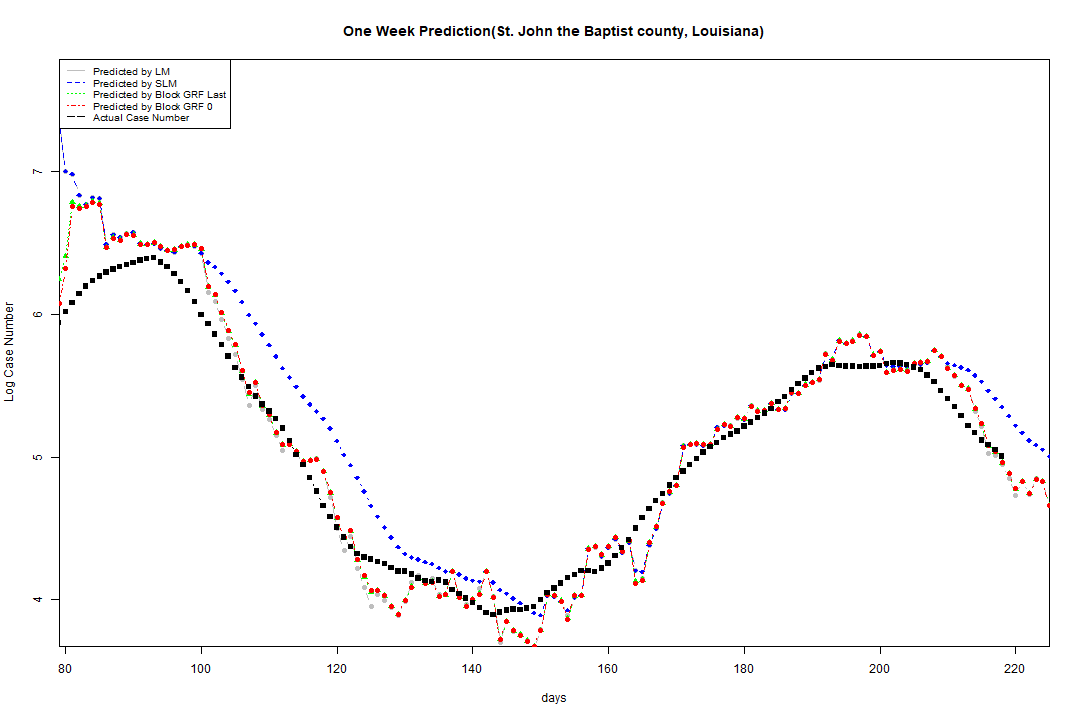 One Week Prediction(St. John the Baptist county, Louisiana)
Predicted by LM
Predicted by SLM
Predicted by Block GRF Last
Predicted by Block GRF 0
Actual Case Number
Log Case Number
7
6
5
4
80 100 120 140 160 180 200 220
days